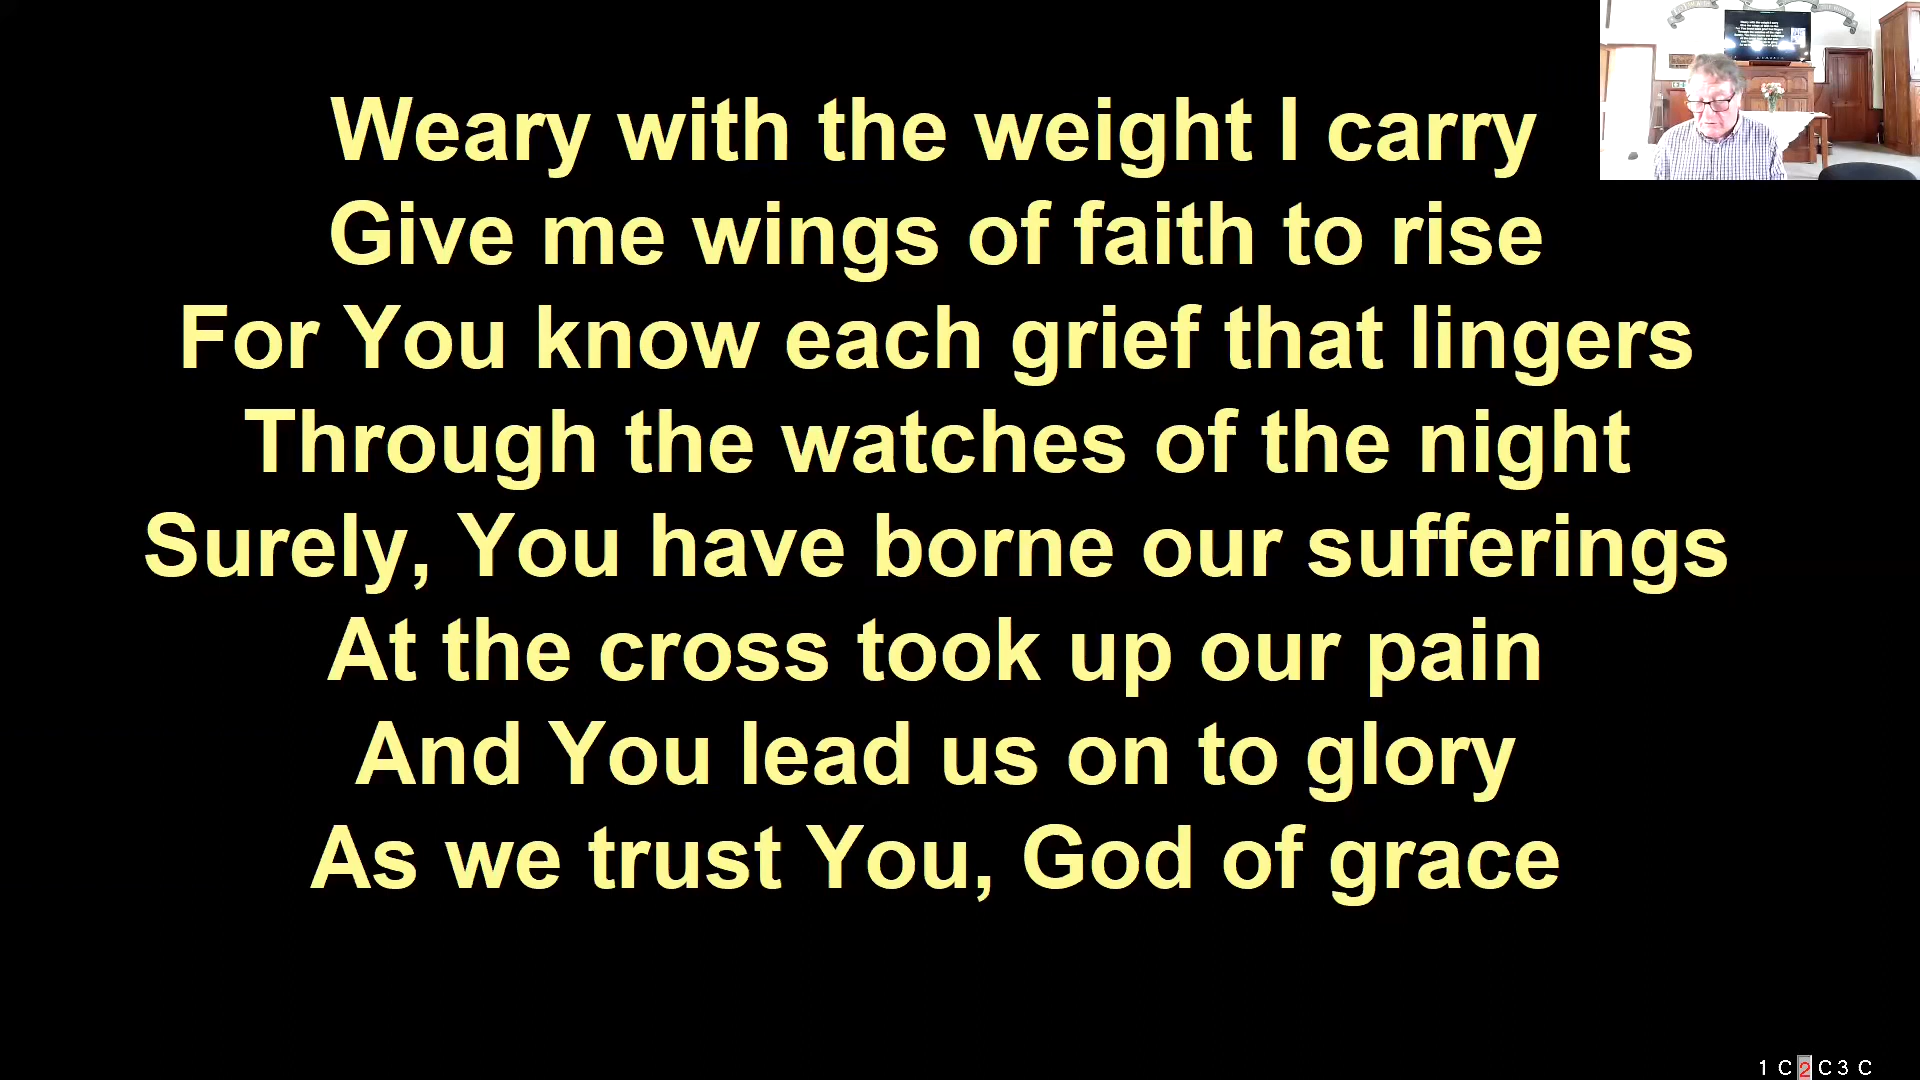 Weary with the weight I carry
Give me wings of faith to rise
For You know each grief that lingers
Through the watches of the night
Surely, You have borne our sufferings
At the cross took up our pain
And You lead us on to glory
As we trust You, God of grace
1 C 2 C 3 C